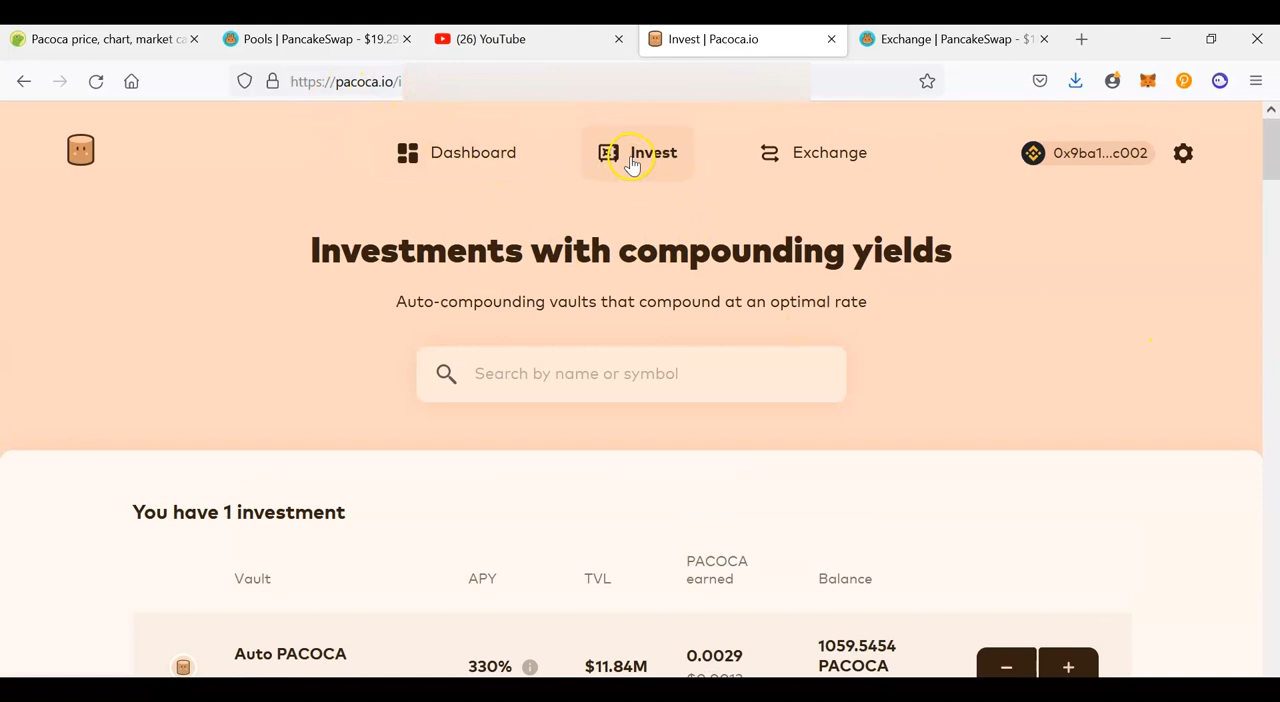 Pacoca price, chart, market ca
Pools | PancakeSwap - $19.29
(26) YouTube
Invest | Pacoca.io
Exchange | PancakeSwap - $1
https://pacoca.io/i
Dashboard
Invest
Exchange
0x9ba1...c002
Investments with compounding yields
Auto-compounding vaults that compound at an optimal rate
Search by name or symbol
You have 1 investment
Vault
APY
TVL
PACOCA
earned
Balance
Auto PACOCA
330%
$11.84M
0.0029
1059.5454
PACOCA